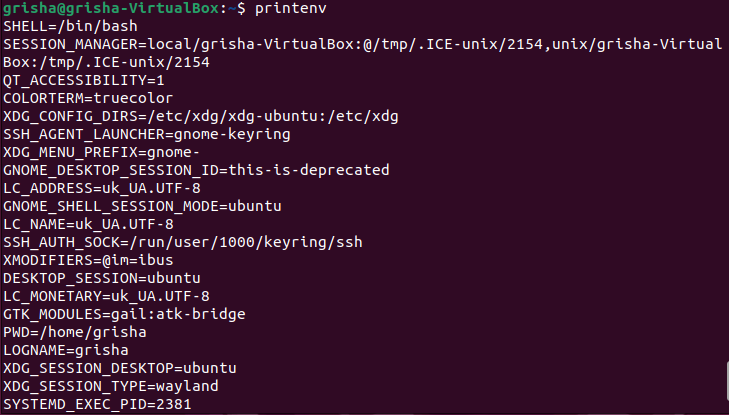 grisha@grisha-VirtualBox:~$ printenv
SHELL=/bin/bash
SESSION_MANAGER=local/grisha-VirtualBox:@/tmp/.ICE-unix/2154,unix/grisha-Virtual
Box:/tmp/.ICE-unix/2154
QT_ACCESSIBILITY=1
COLORTERM=truecolor
XDG_CONFIG_DIRS=/etc/xdg/xdg-ubuntu:/etc/xdg
SSH_AGENT_LAUNCHER=gnome-keyring
XDG_MENU_PREFIX=gnome-
GNOME_DESKTOP_SESSION_ID=this-is-deprecated
LC_ADDRESS=uk_UA.UTF-8
GNOME_SHELL_SESSION_MODE=ubuntu
LC_NAME=uk_UA.UTF-8
SSH_AUTH_SOCK=/run/user/1000/keyring/ssh
XMODIFIERS=@im=ibus
DESKTOP_SESSION=ubuntu
LC_MONETARY=uk_UA.UTF-8
GTK_MODULES=gail:atk-bridge
PWD=/home/grisha
LOGNAME=grisha
XDG_SESSION_DESKTOP=ubuntu
XDG_SESSION_TYPE=wayland
SYSTEMD_EXEC_PID=2381